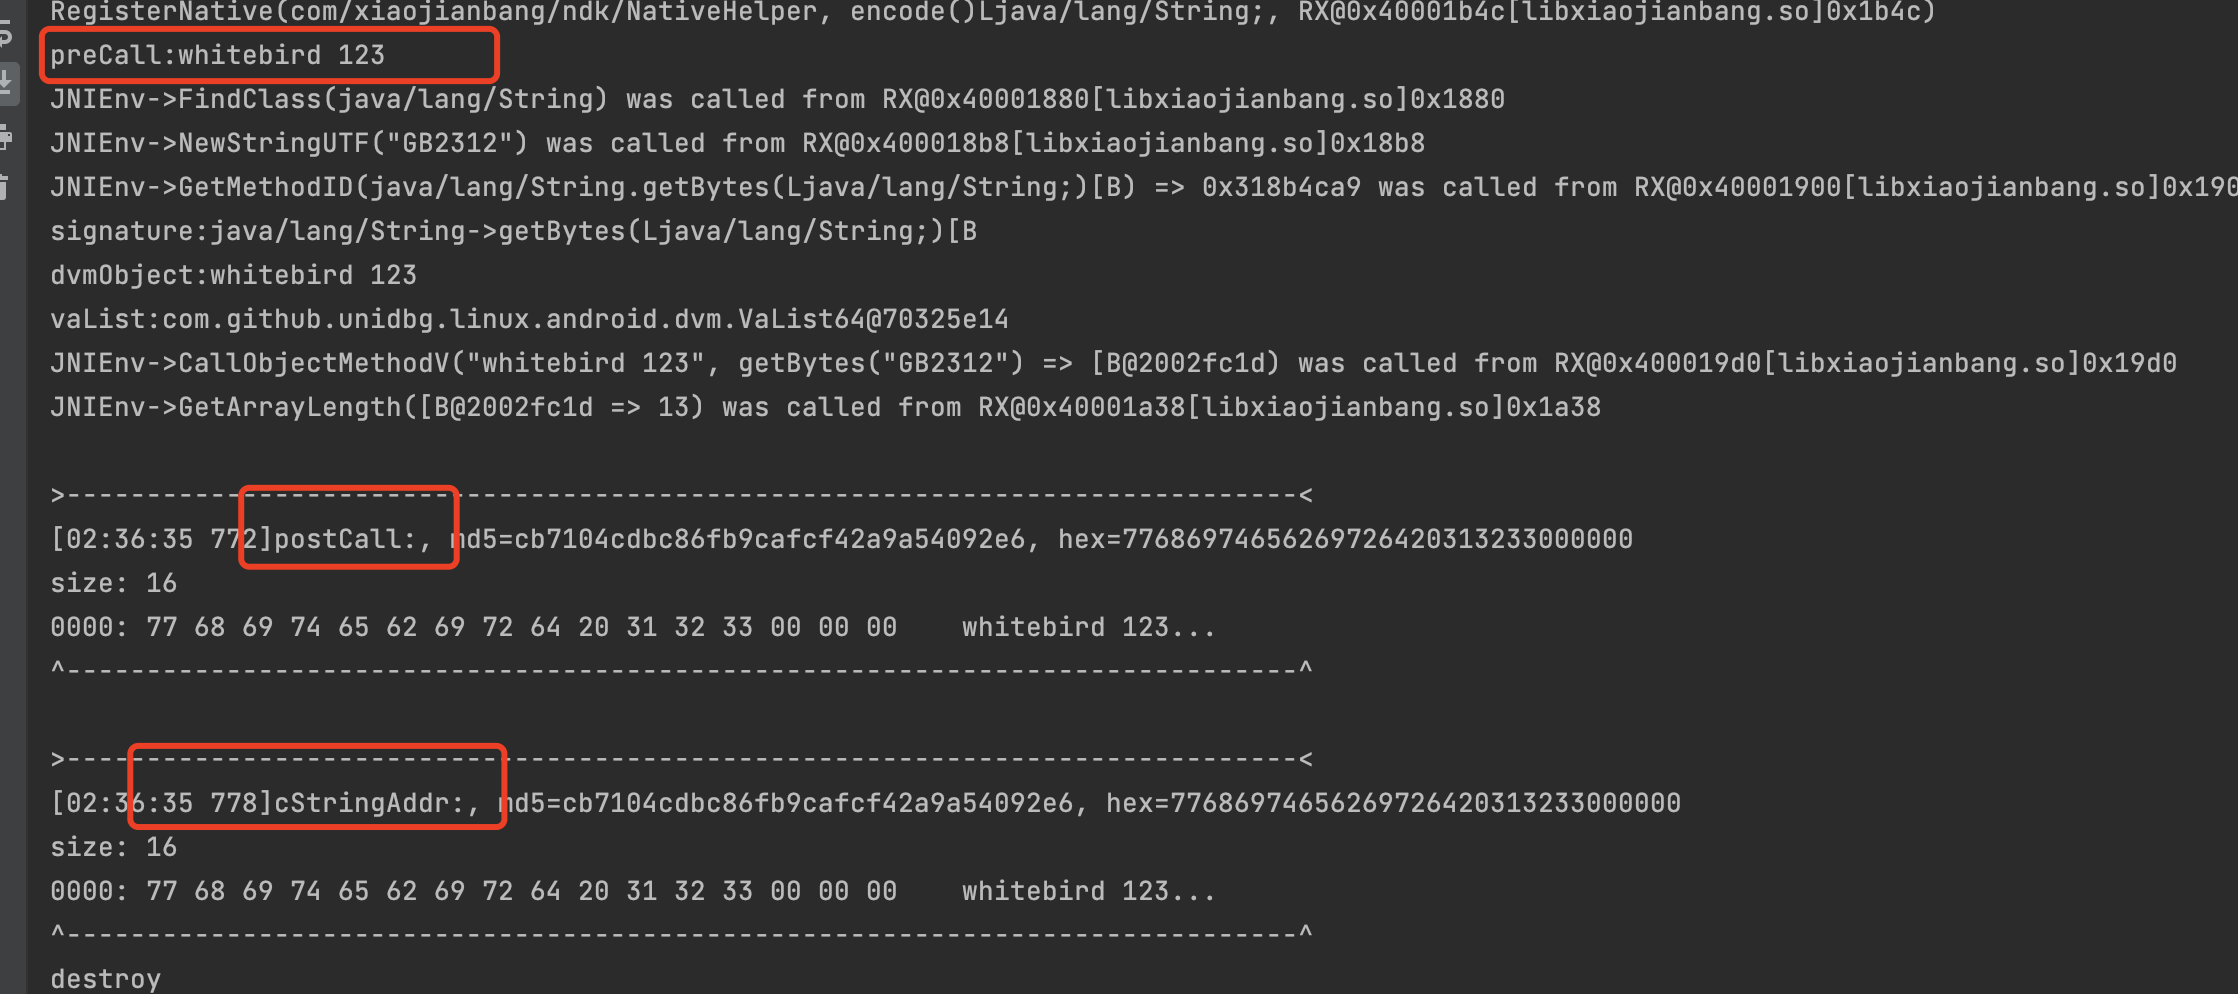 RegisterNative(com/xiaojianbang/ndk/NativeHelper, encode()Ljava/lang/String;, RX@0x40001b4c[libxiaojianbang.so]0x1b4c)
preCall:whitebird 123
JNIEnv->FindClass(java/lang/String) was called from RX@0x40001880[libxiaojianbang.so]0x1880
JNIEnv->NewStringUTF("GB2312") was called from RX@0x400018b8[libxiaojianbang.so]0x18b8
JNIEnv->GetMethodID(java/lang/String.getBytes(Ljava/lang/String;)[B) => 0x318b4ca9 was called from RX@0x40001900[libxiaojianbang.so]0x190
signature:java/lang/String->getBytes(Ljava/lang/String;)[B
dvmObject:whitebird 123
vaList:com.github.unidbg.linux.android.dvm.VaList64@70325e14
JNIEnv->CallObjectMethodV("whitebird 123", getBytes("GB2312") => [B@2002fc1d) was called from RX@0x400019d0[libxiaojianbang.so]0x19d0
JNIEnv->GetArrayLength([B@2002fc1d => 13) was called from RX@0x40001a38[libxiaojianbang.so]0x1a38
>-----------------------------------------------------------------------------<
[02:36:35 772]postCall:, md5=cb7104cdbc86fb9cafcf42a9a54092e6, hex=77686974656269726420313233000000
size: 16
0000: 77 68 69 74 65 62 69 72 64 20 31 32 33 00 00 00    whitebird 123...
^-----------------------------------------------------------------------------^
>-----------------------------------------------------------------------------<
[02:36:35 778]cStringAddr:, md5=cb7104cdbc86fb9cafcf42a9a54092e6, hex=77686974656269726420313233000000
size: 16
0000: 77 68 69 74 65 62 69 72 64 20 31 32 33 00 00 00    whitebird 123...
^-----------------------------------------------------------------------------^
destroy